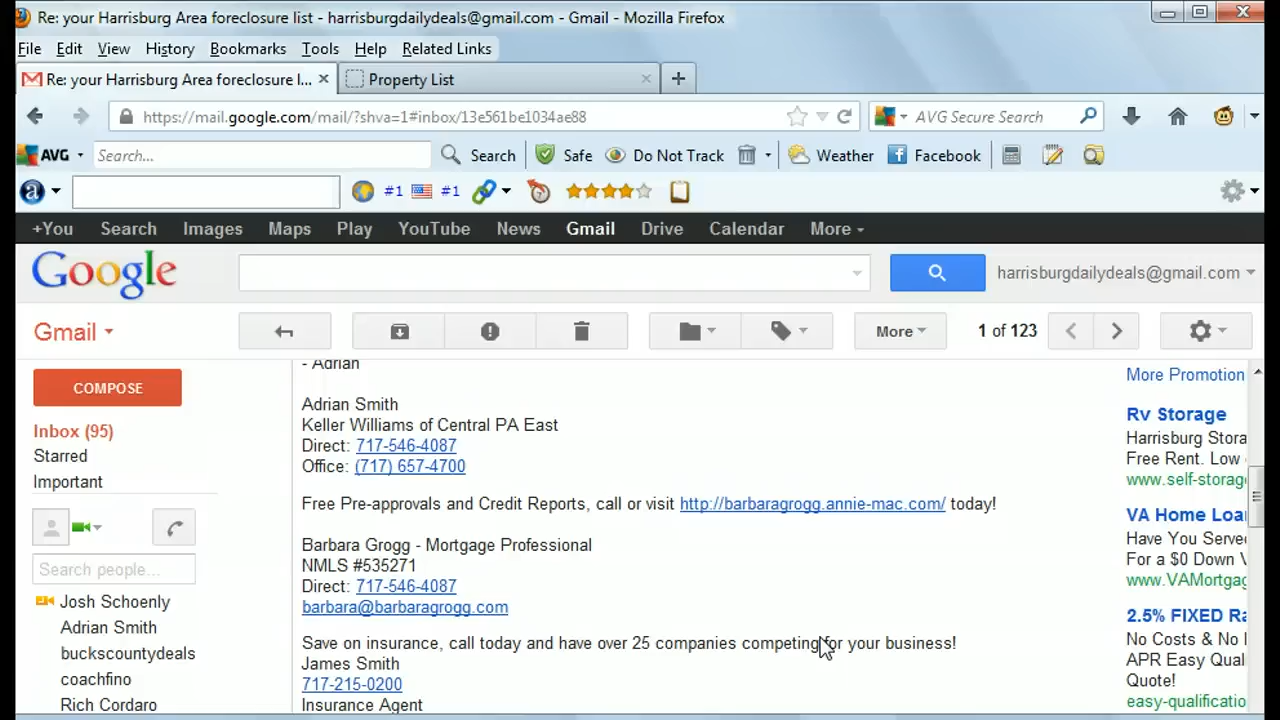 Re: your Harrisburg Area foreclosure list - harrisburgdailydeals@gmail.com - Gmail - Mozilla Firefox
File Edit View History Bookmarks Tools Help Related Links
Re: your Harrisburg Area foreclosure l... Property List
https://mail.google.com/mail/?shva=1#inbox/13e561be1034ae88 AVG Secure Search
AVG Search... Search Safe Do Not Track Weather Facebook
a #1 #1
+You Search Images Maps Play YouTube News Gmail Drive Calendar More
Google harrisburgdailydeals@gmail.com
Gmail More 1 of 123
COMPOSE
Inbox (95)
Starred
Important
Search people...
Josh Schoenly
Adrian Smith
buckscountydeals
coachfino
Rich Cordaro
- Adrian
Adrian Smith
Keller Williams of Central PA East
Direct: 717-546-4087
Office: (717) 657-4700
Free Pre-approvals and Credit Reports, call or visit http://barbaragrogg.annie-mac.com/ today!
Barbara Grogg - Mortgage Professional
NMLS #535271
Direct: 717-546-4087
barbara@barbaragrogg.com
Save on insurance, call today and have over 25 companies competing for your business!
James Smith
717-215-0200
Insurance Agent
More Promotion
Rv Storage
Harrisburg Stora
Free Rent. Low
www.self-storag
VA Home Loa
Have You Serve
For a $0 Down V
www.VAMortgag
2.5% FIXED Ra
No Costs & No I
APR Easy Qual
Quote!
easy-qualificatio